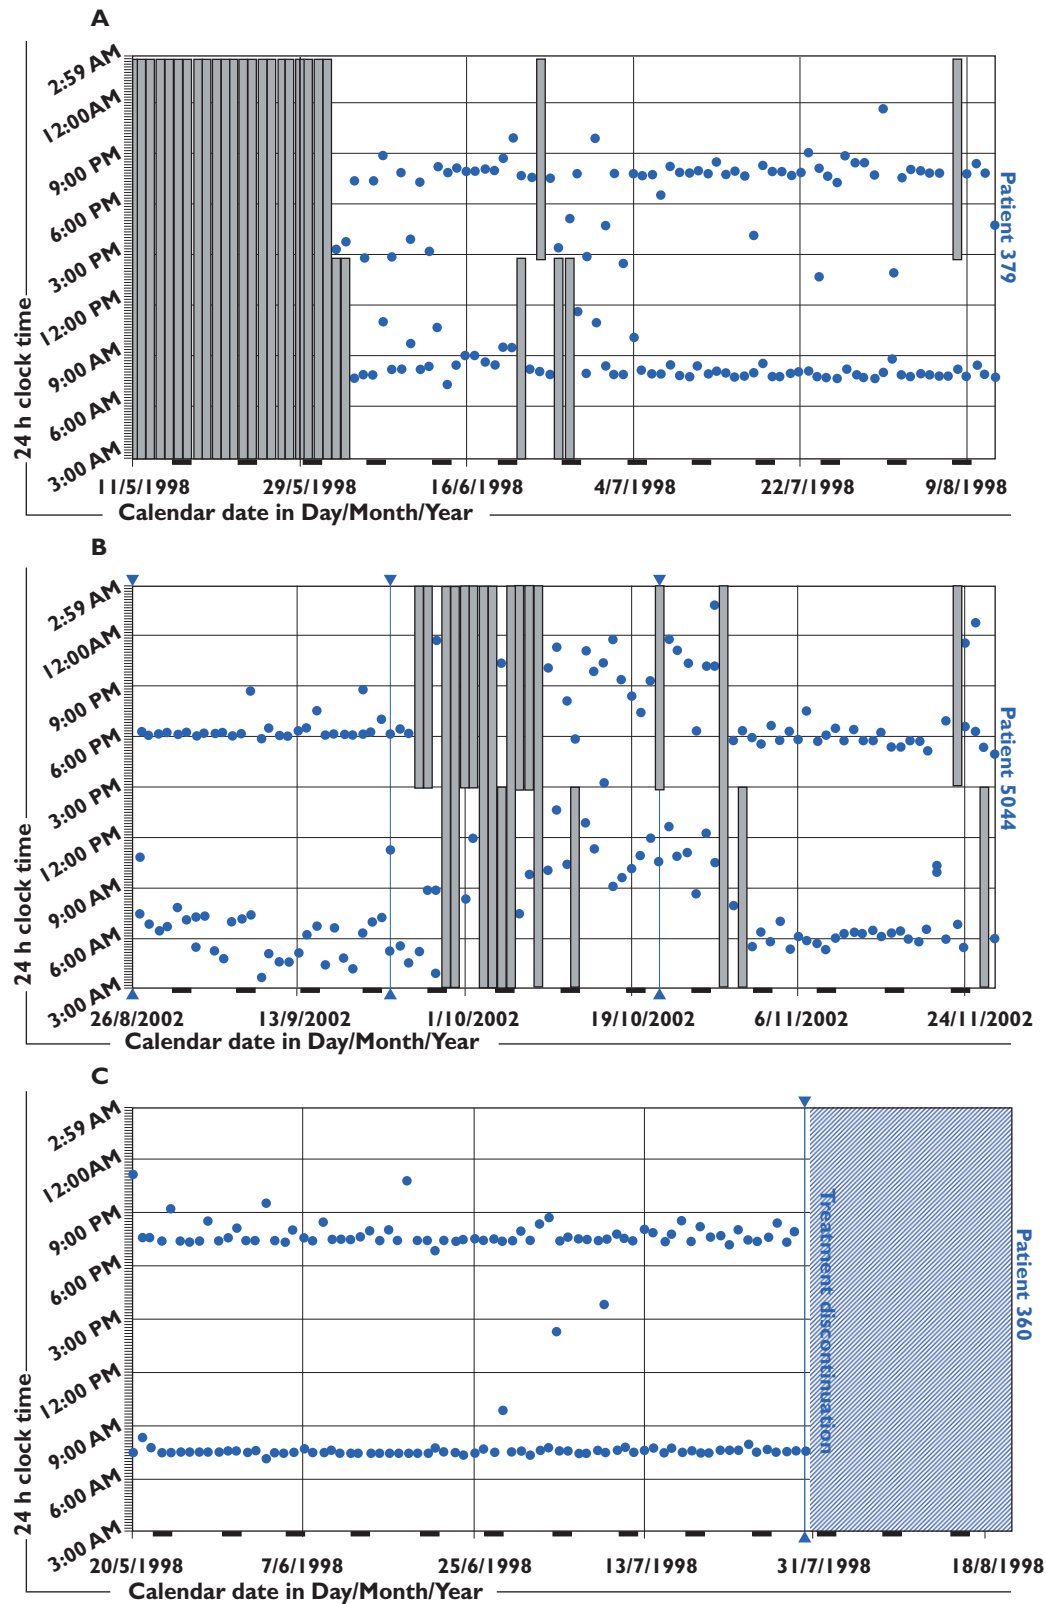 A
2:59 AM
12:00AM
9:00 PM
6:00 PM
3:00 PM
12:00 PM
9:00 AM
6:00 AM
3:00 AM
24 h clock time
Patient 379
11/5/1998 29/5/1998 16/6/1998 4/7/1998 22/7/1998 9/8/1998
Calendar date in Day/Month/Year
B
2:59 AM
12:00AM
9:00 PM
6:00 PM
3:00 PM
12:00 PM
9:00 AM
6:00 AM
3:00 AM
24 h clock time
Patient 5044
26/8/2002 13/9/2002 1/10/2002 19/10/2002 6/11/2002 24/11/2002
Calendar date in Day/Month/Year
C
2:59 AM
12:00AM
9:00 PM
6:00 PM
3:00 PM
12:00 PM
9:00 AM
6:00 AM
3:00 AM
24 h clock time
Treatment discontinuation
Patient 360
20/5/1998 7/6/1998 25/6/1998 13/7/1998 31/7/1998 18/8/1998
Calendar date in Day/Month/Year